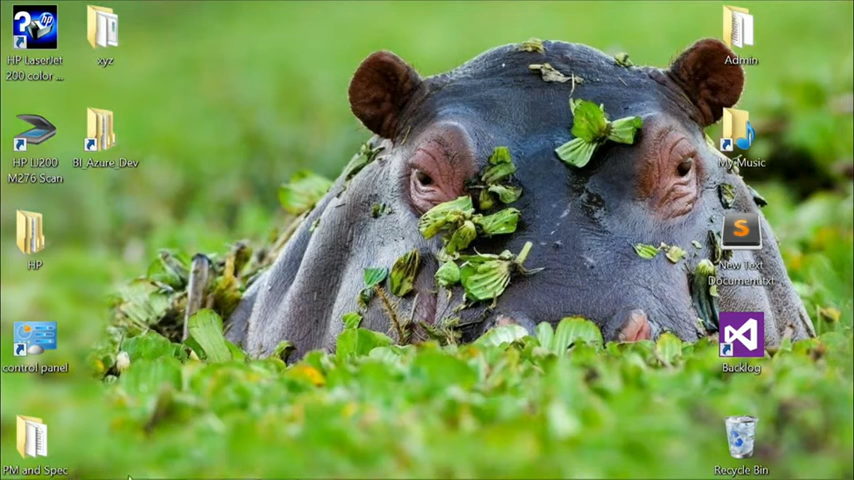 HP LaserJet
200 color ...
xyz
HP LJ200
M276 Scan
BI_Azure_Dev
HP
control panel
PM and Spec
Admin
My Music
S
New Text
Document.txt
Backlog
Recycle Bin